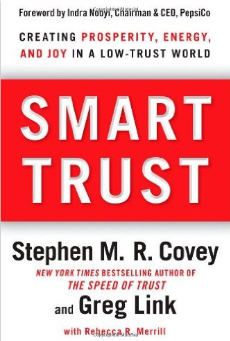 Foreword by Indra Nooyi, Chairman & CEO, PepsiCo
CREATING PROSPERITY, ENERGY,
AND JOY IN A LOW-TRUST WORLD
SMART
TRUST
Stephen M. R. Covey
NEW YORK TIMES BESTSELLING AUTHOR OF
THE SPEED OF TRUST
and Greg Link
with Rebecca R. Merrill